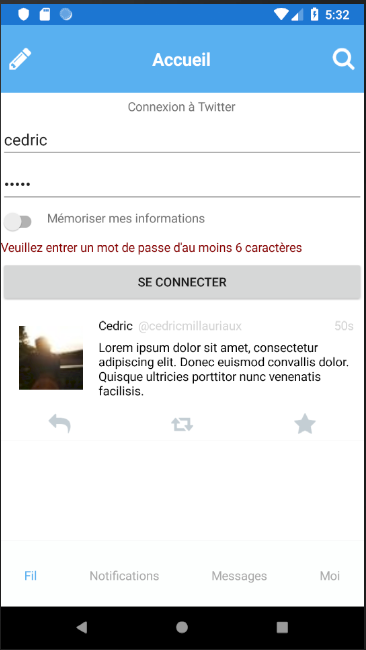 5:32
Accueil
Connexion à Twitter
cedric
•••••
Mémoriser mes informations
Veuillez entrer un mot de passe d'au moins 6 caractères
SE CONNECTER
Cedric @cedricmillauriaux 50s
Lorem ipsum dolor sit amet, consectetur
adipiscing elit. Donec euismod convallis dolor.
Quisque ultricies porttitor nunc venenatis
facilisis.
Fil Notifications Messages Moi